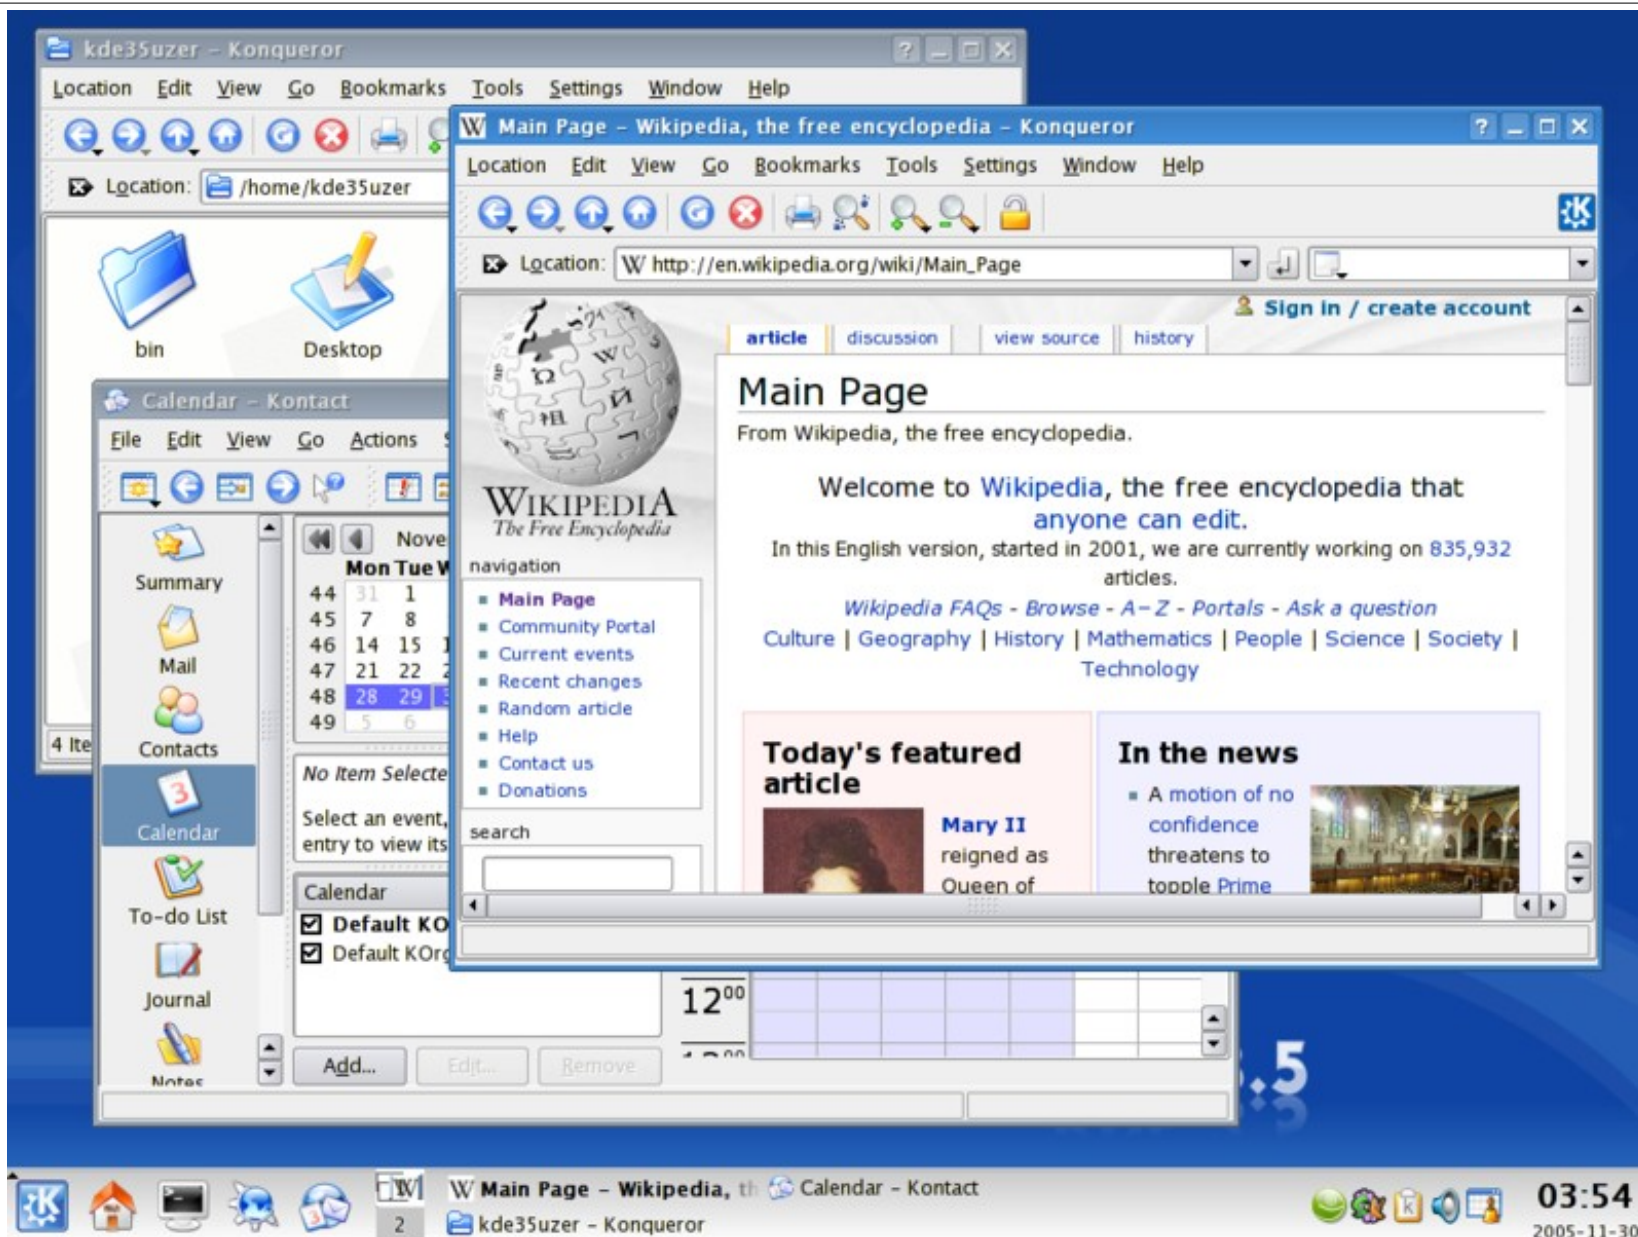 kde35uzer – Konqueror
Location Edit View Go Bookmarks Tools Settings Window Help
Location: /home/kde35uzer
bin
Desktop
4 Ite
Calendar – Kontact
File Edit View Go Actions
Summary
Mail
Contacts
Calendar
To-do List
Journal
Notes
Nove
Mon Tue W
44 31 1
45 7 8
46 14 15 1
47 21 22 2
48 28 29 3
49 5 6
No Item Selecte
Select an event,
entry to view its
Calendar
Default KO
Default KOrg
Add... Edit... Remove
12 00
13 00
Main Page – Wikipedia, the free encyclopedia – Konqueror
Location Edit View Go Bookmarks Tools Settings Window Help
Location: W http://en.wikipedia.org/wiki/Main_Page
Sign in / create account
article discussion view source history
WIKIPEDIA
The Free Encyclopedia
navigation
Main Page
Community Portal
Current events
Recent changes
Random article
Help
Contact us
Donations
search
Main Page
From Wikipedia, the free encyclopedia.
Welcome to Wikipedia, the free encyclopedia that
anyone can edit.
In this English version, started in 2001, we are currently working on 835,932
articles.
Wikipedia FAQs - Browse - A–Z - Portals - Ask a question
Culture | Geography | History | Mathematics | People | Science | Society |
Technology
Today's featured
article
Mary II
reigned as
Queen of
In the news
A motion of no
confidence
threatens to
topple Prime
3.5
2
W Main Page – Wikipedia, th
Calendar – Kontact
kde35uzer – Konqueror
03:54
2005-11-30